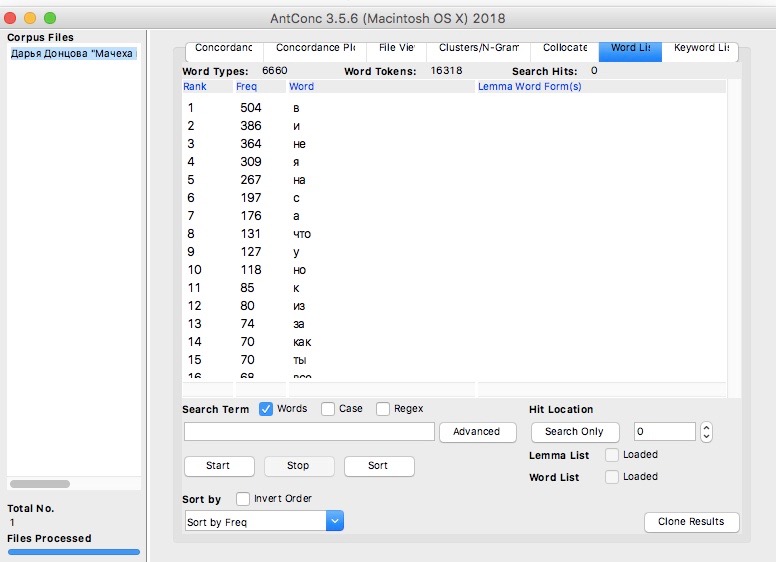 AntConc 3.5.6 (Macintosh OS X) 2018
Corpus Files
Дарья Донцова "Мачеха
Concordanc Concordance Plc File Vie Clusters/N-Gram Collocate Word Lis Keyword Lis
Word Types: 6660 Word Tokens: 16318 Search Hits: 0
Rank Freq Word Lemma Word Form(s)
1 504 в
2 386 и
3 364 не
4 309 я
5 267 на
6 197 с
7 176 а
8 131 что
9 127 у
10 118 но
11 85 к
12 80 из
13 74 за
14 70 как
15 70 ты
16 68 все
Search Term Words Case Regex Hit Location
Advanced Search Only 0
Lemma List Loaded
Start Stop Sort
Word List Loaded
Sort by Invert Order
Sort by Freq Clone Results
Total No.
1
Files Processed